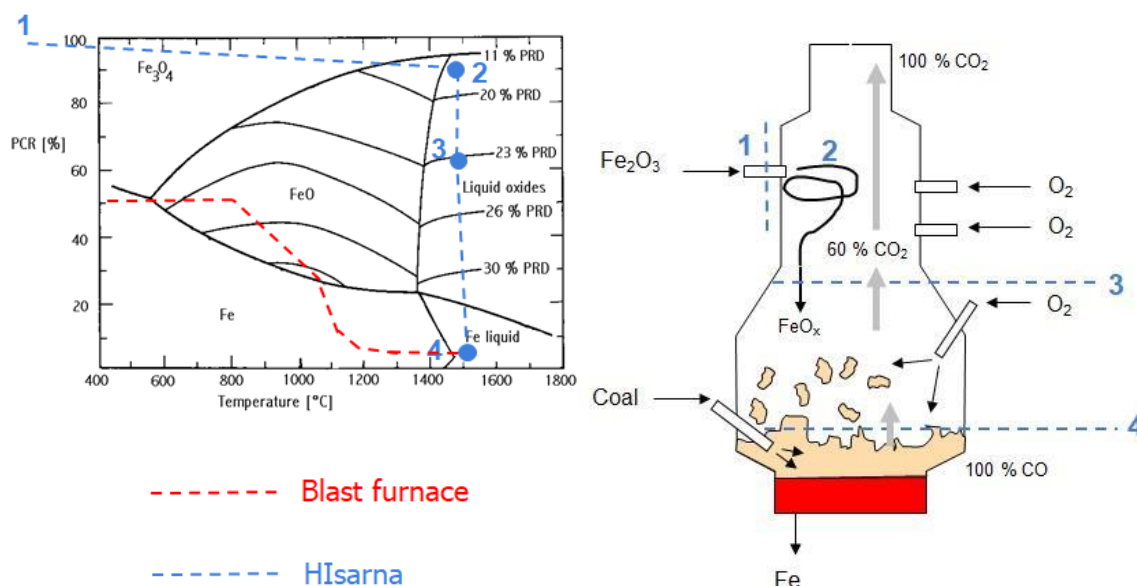 1
100
80
60
40
20
PCR [%]
Fe3O4
FeO
Fe
11 % PRD
2
20 % PRD
3
23 % PRD
Liquid oxides
26 % PRD
30 % PRD
Fe liquid
4
400 600 800 1000 1200 1400 1600 1800
Temperature [°C]
Blast furnace
HIsarna
100 % CO2
1
2
Fe2O3
O2
O2
60 % CO2
3
FeOx
O2
Coal
4
100 % CO
Fe